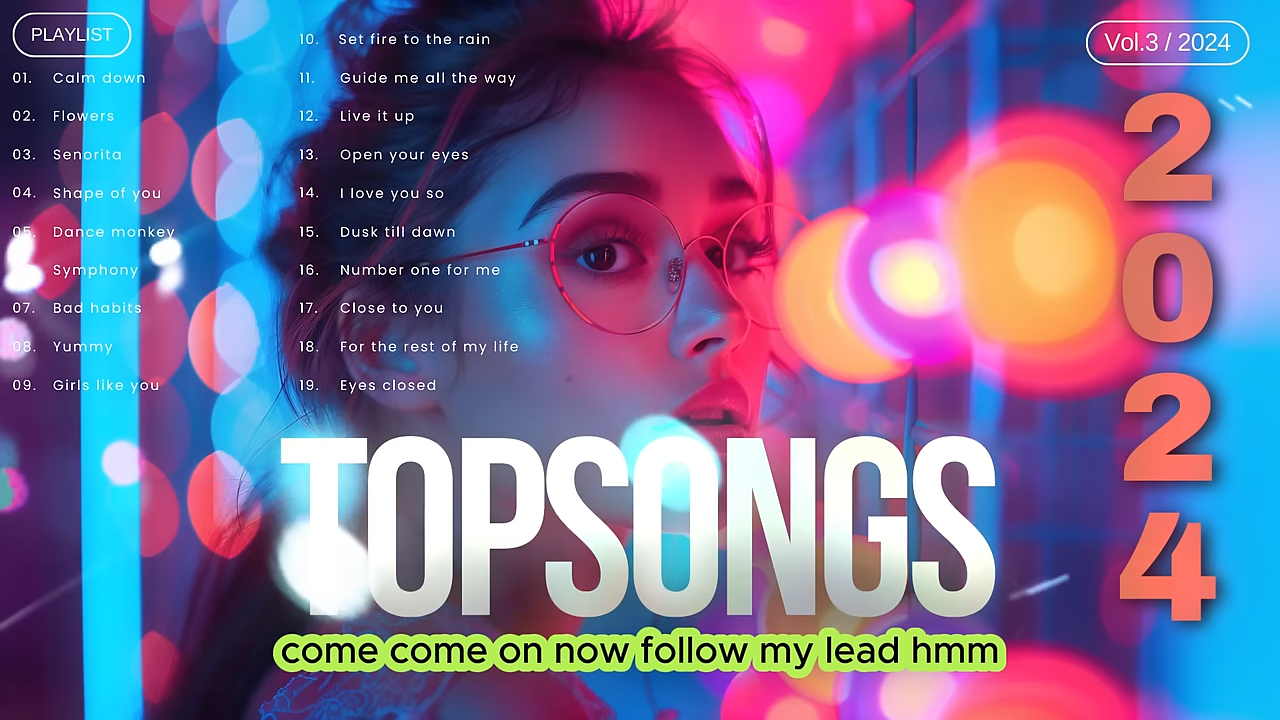 PLAYLIST
01. Calm down
02. Flowers
03. Senorita
04. Shape of you
05. Dance monkey
Symphony
07. Bad habits
08. Yummy
09. Girls like you
10. Set fire to the rain
11. Guide me all the way
12. Live it up
13. Open your eyes
14. I love you so
15. Dusk till dawn
16. Number one for me
17. Close to you
18. For the rest of my life
19. Eyes closed
Vol.3 / 2024
2024
TOPSONGS
come come on now follow my lead hmm